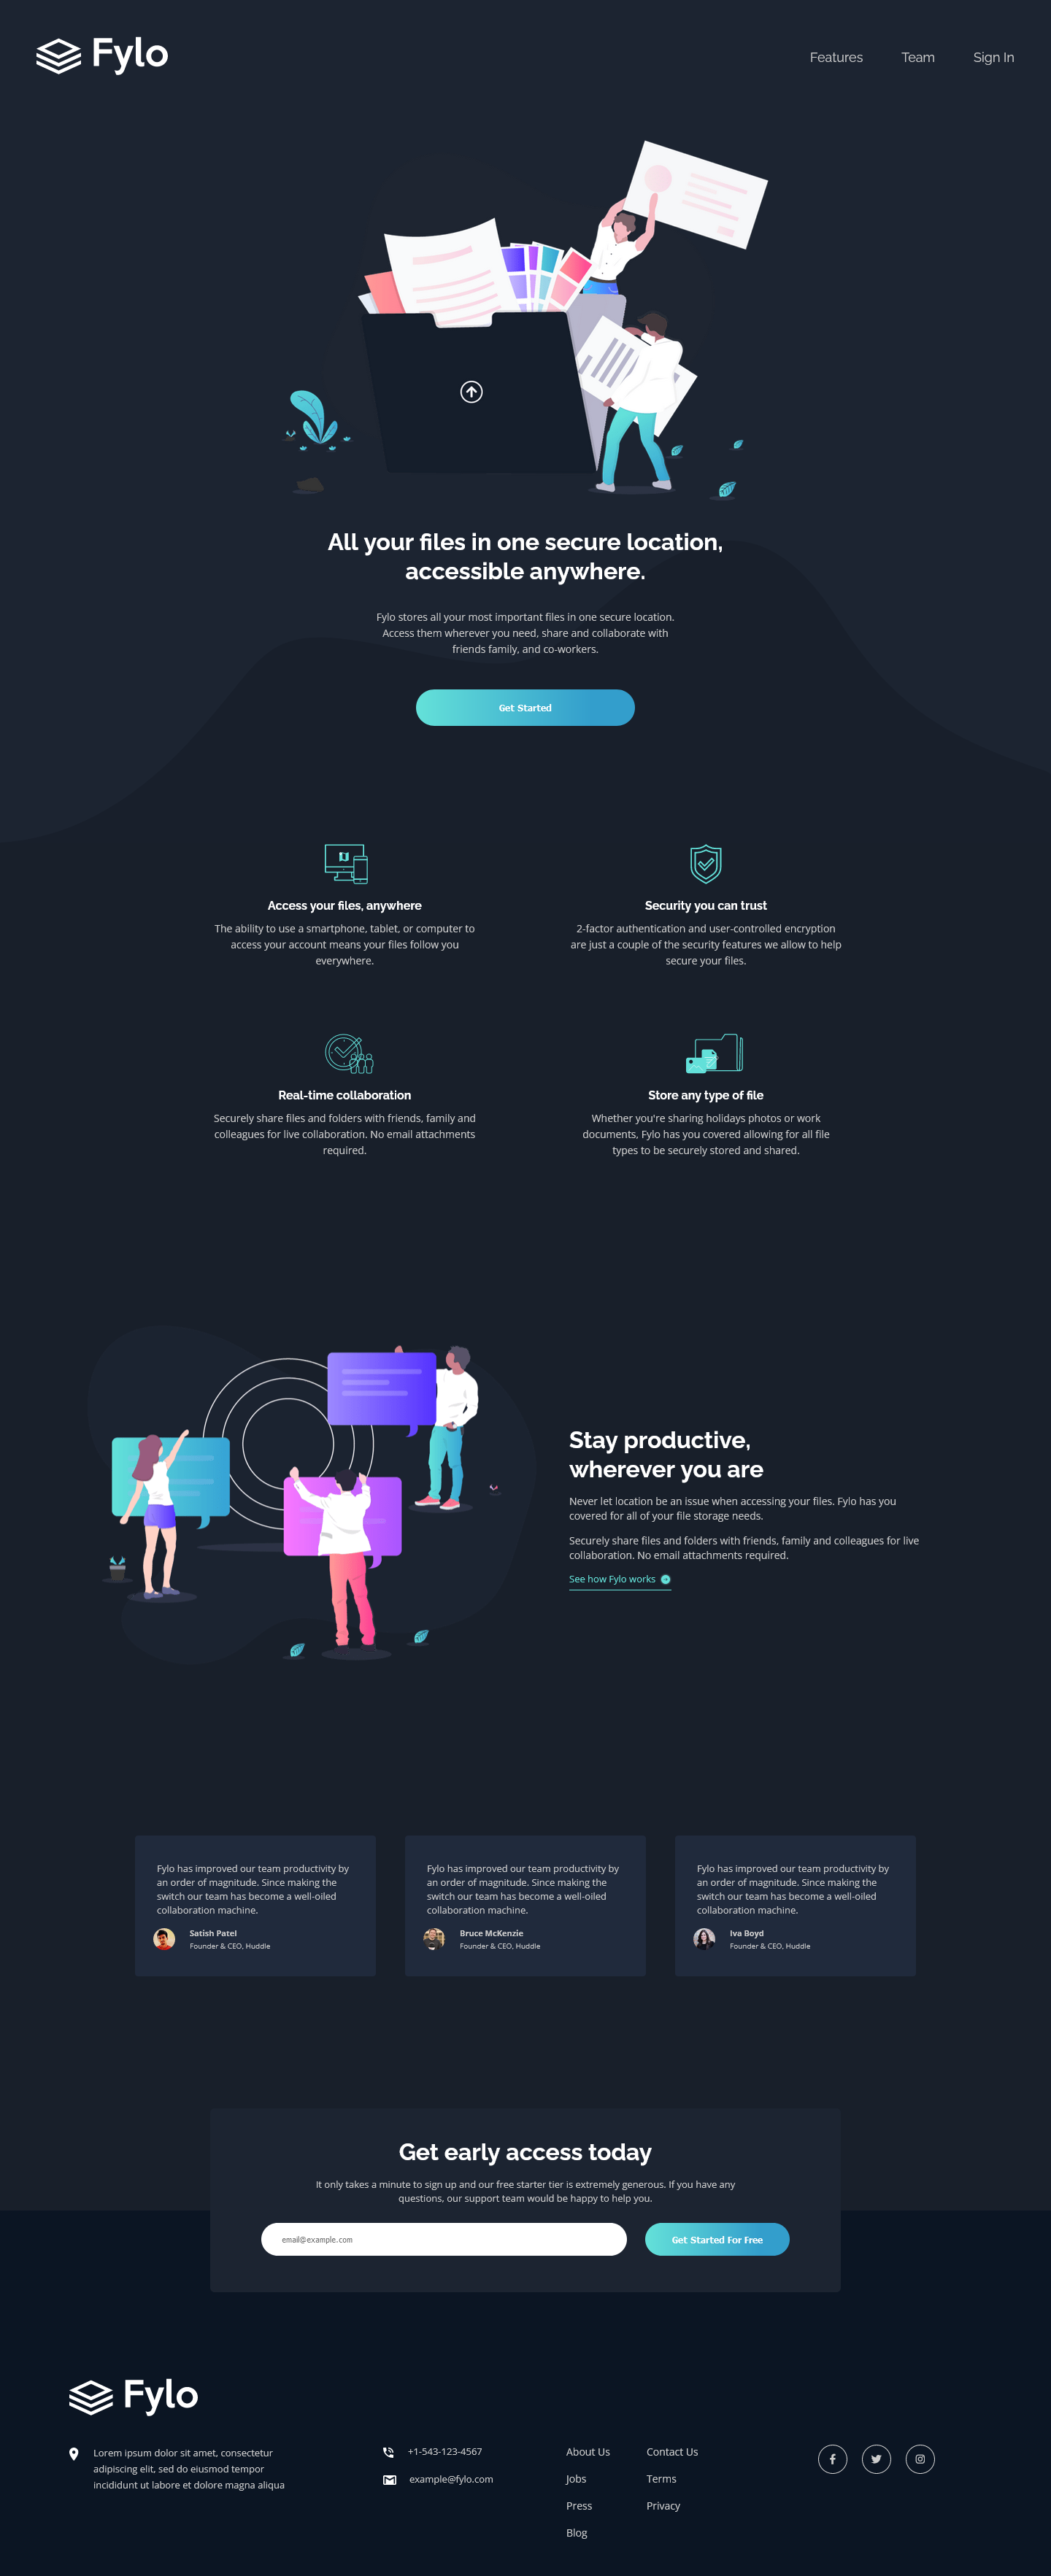 Fylo
Features Team Sign In
All your files in one secure location,
accessible anywhere.
Fylo stores all your most important files in one secure location.
Access them wherever you need, share and collaborate with
friends family, and co-workers.
Get Started
Access your files, anywhere
The ability to use a smartphone, tablet, or computer to
access your account means your files follow you
everywhere.
Security you can trust
2-factor authentication and user-controlled encryption
are just a couple of the security features we allow to help
secure your files.
Real-time collaboration
Securely share files and folders with friends, family and
colleagues for live collaboration. No email attachments
required.
Store any type of file
Whether you're sharing holidays photos or work
documents, Fylo has you covered allowing for all file
types to be securely stored and shared.
Stay productive,
wherever you are
Never let location be an issue when accessing your files. Fylo has you
covered for all of your file storage needs.
Securely share files and folders with friends, family and colleagues for live
collaboration. No email attachments required.
See how Fylo works
Fylo has improved our team productivity by
an order of magnitude. Since making the
switch our team has become a well-oiled
collaboration machine.
Satish Patel
Founder & CEO, Huddle
Fylo has improved our team productivity by
an order of magnitude. Since making the
switch our team has become a well-oiled
collaboration machine.
Bruce McKenzie
Founder & CEO, Huddle
Fylo has improved our team productivity by
an order of magnitude. Since making the
switch our team has become a well-oiled
collaboration machine.
Iva Boyd
Founder & CEO, Huddle
Get early access today
It only takes a minute to sign up and our free starter tier is extremely generous. If you have any
questions, our support team would be happy to help you.
email@example.com
Get Started For Free
Fylo
Lorem ipsum dolor sit amet, consectetur
adipiscing elit, sed do eiusmod tempor
incididunt ut labore et dolore magna aliqua
+1-543-123-4567
example@fylo.com
About Us
Jobs
Press
Blog
Contact Us
Terms
Privacy